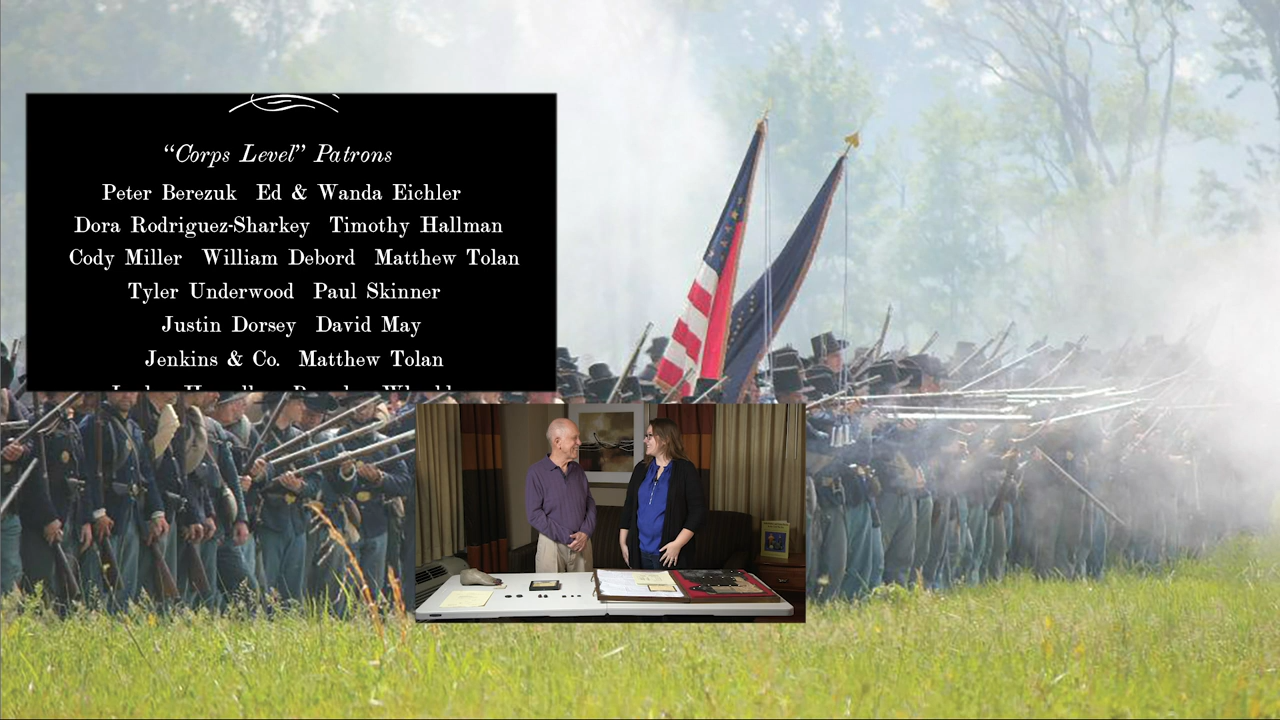 “Corps Level” Patrons
Peter Berezuk Ed & Wanda Eichler
Dora Rodriguez-Sharkey Timothy Hallman
Cody Miller William Debord Matthew Tolan
Tyler Underwood Paul Skinner
Justin Dorsey David May
Jenkins & Co. Matthew Tolan